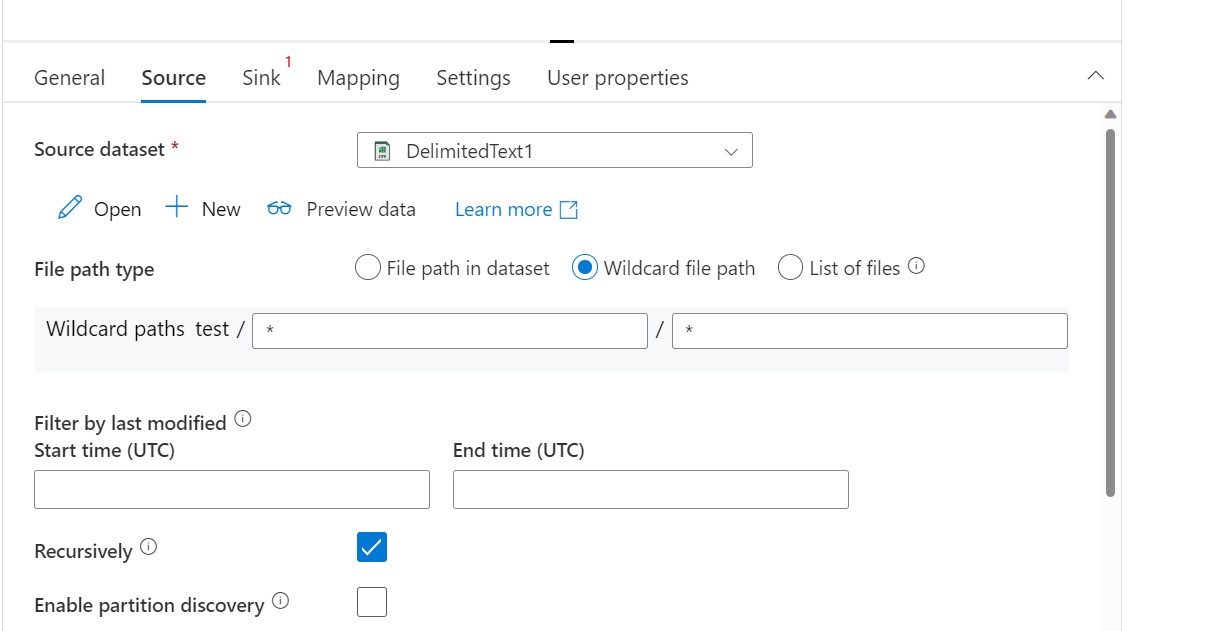 General Source Sink 1 Mapping Settings User properties
Source dataset * DelimitedText1
Open New Preview data Learn more
File path type File path in dataset Wildcard file path List of files
Wildcard paths test / * / *
Filter by last modified
Start time (UTC) End time (UTC)
Recursively
Enable partition discovery